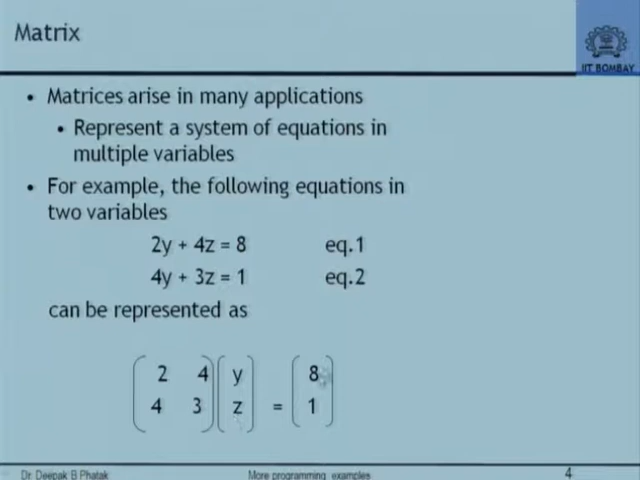 Matrix
IIT BOMBAY
• Matrices arise in many applications
• Represent a system of equations in
multiple variables
• For example, the following equations in
two variables
2y + 4z = 8 eq.1
4y + 3z = 1 eq.2
can be represented as
2 4 y 8
4 3 z = 1
Dr. Deepak B Phatak More programming examples 4